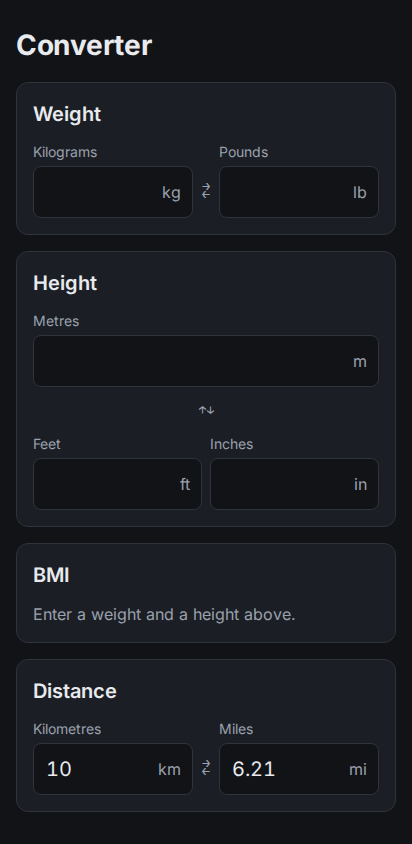 Converter
Weight
Kilograms Pounds
kg ⇄ lb
Height
Metres
m
↑↓
Feet Inches
ft in
BMI
Enter a weight and a height above.
Distance
Kilometres Miles
10 km ⇄ 6.21 mi